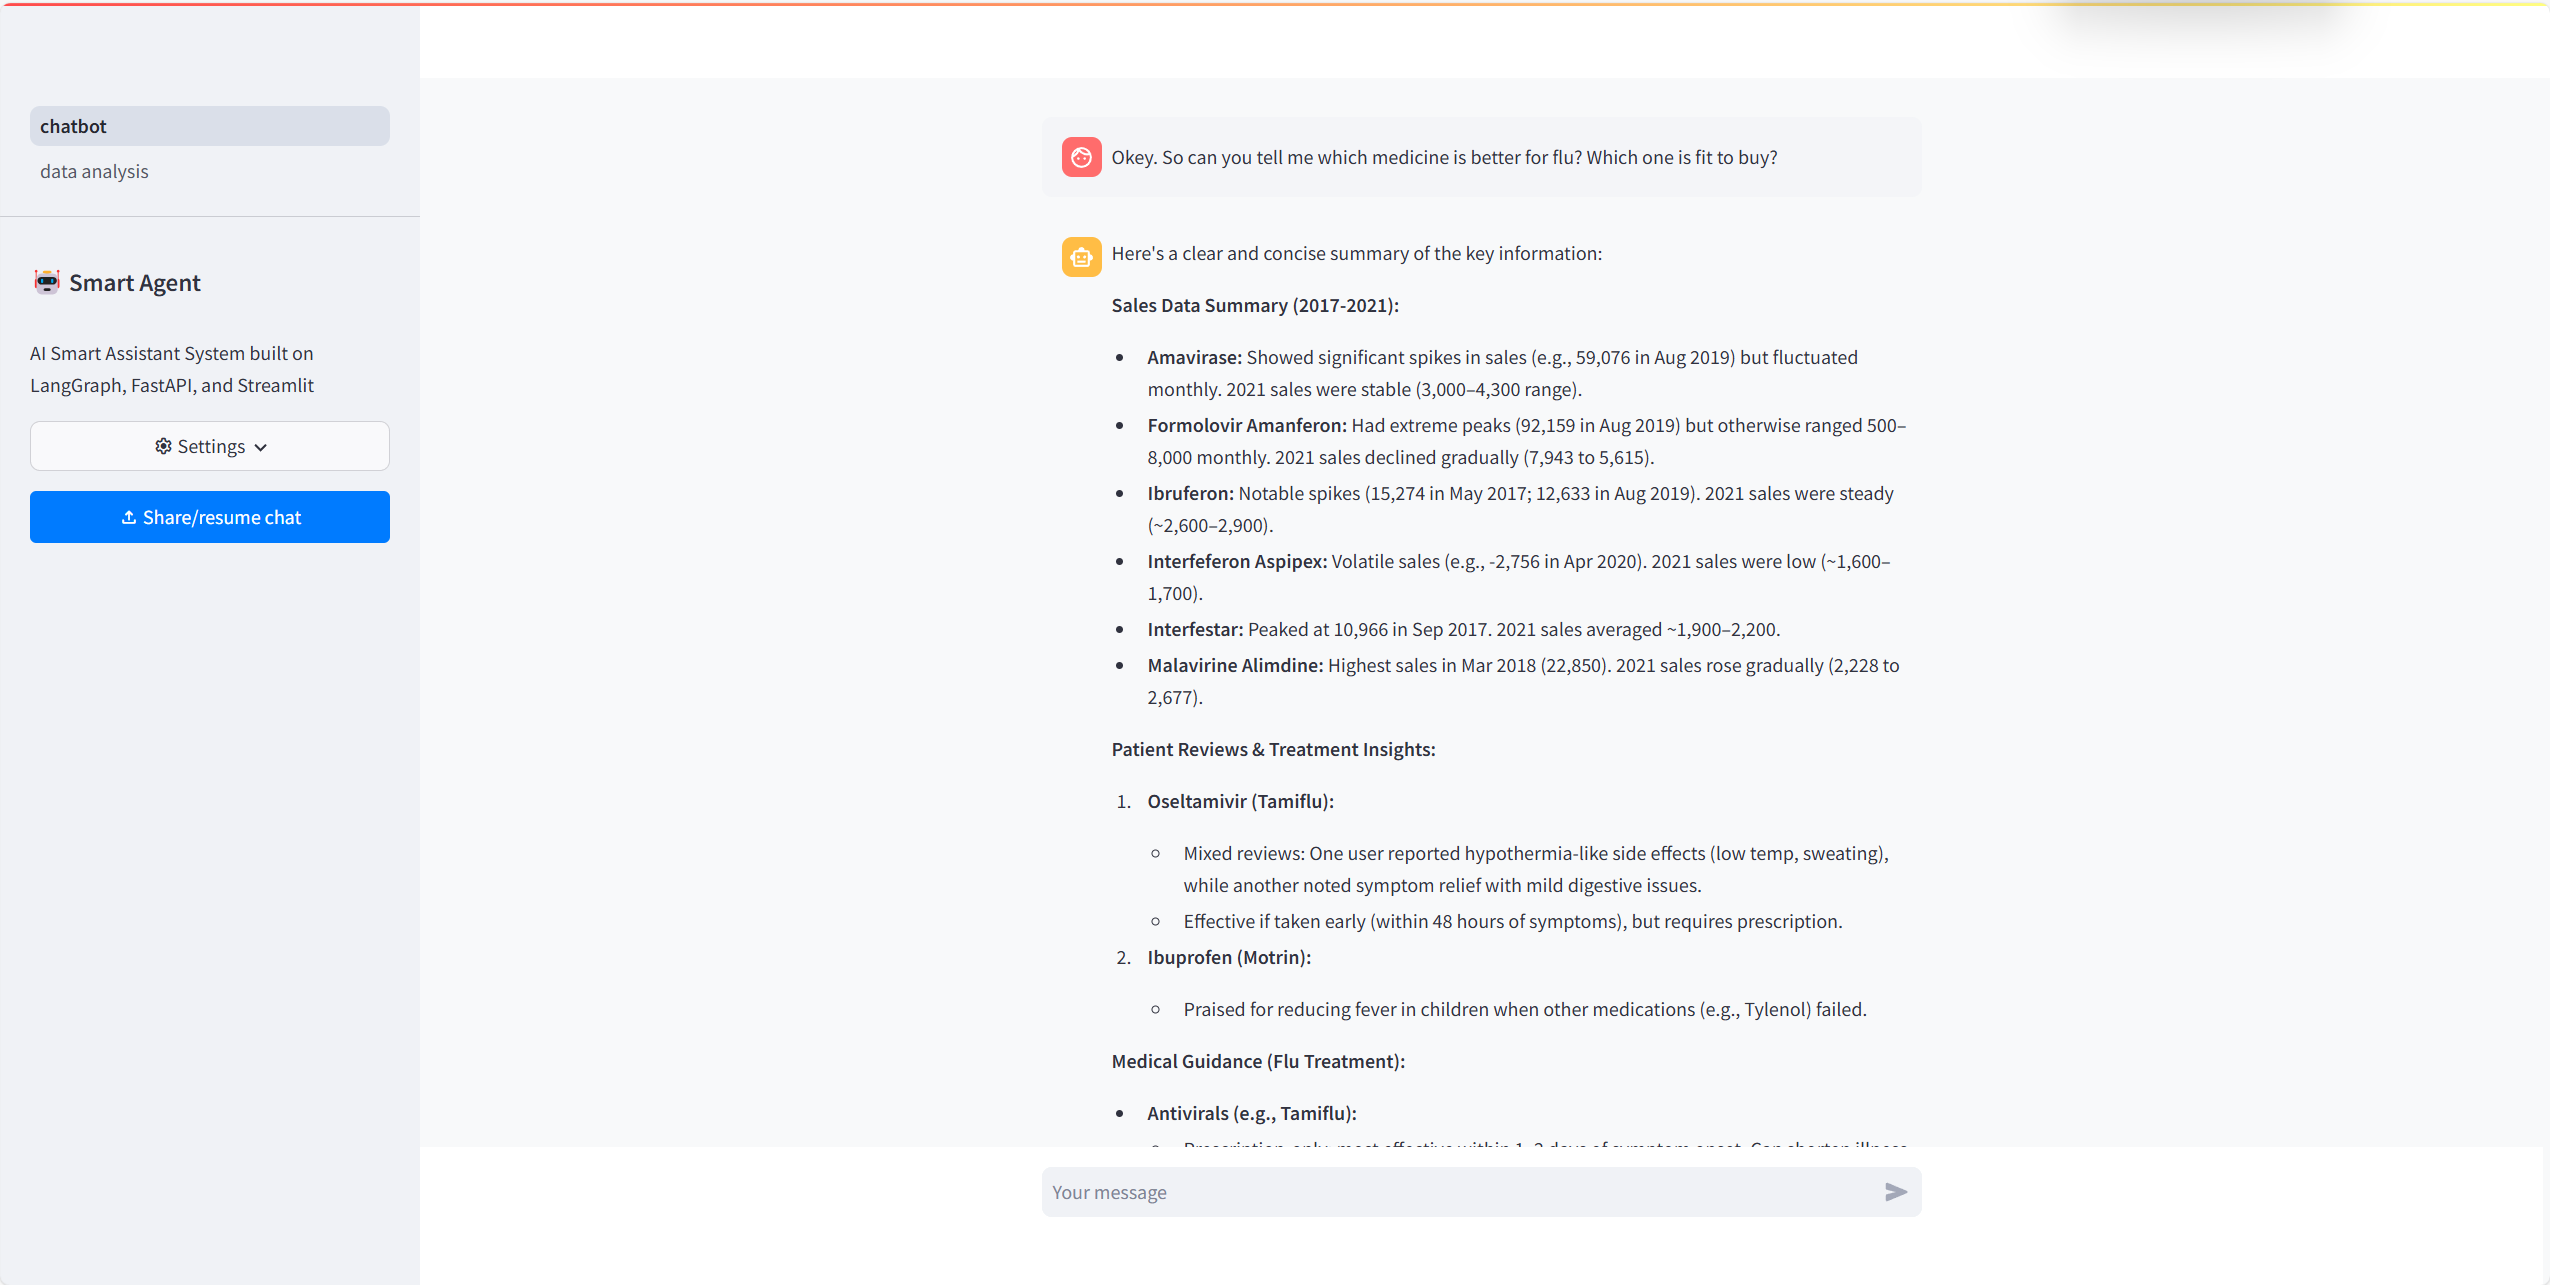 chatbot
data analysis
Smart Agent
AI Smart Assistant System built on
LangGraph, FastAPI, and Streamlit
Settings
Share/resume chat
Okey. So can you tell me which medicine is better for flu? Which one is fit to buy?
Here's a clear and concise summary of the key information:
Sales Data Summary (2017-2021):
• Amavirase: Showed significant spikes in sales (e.g., 59,076 in Aug 2019) but fluctuated
monthly. 2021 sales were stable (3,000–4,300 range).
• Formolovir Amanferon: Had extreme peaks (92,159 in Aug 2019) but otherwise ranged 500–
8,000 monthly. 2021 sales declined gradually (7,943 to 5,615).
• Ibruferon: Notable spikes (15,274 in May 2017; 12,633 in Aug 2019). 2021 sales were steady
(~2,600–2,900).
• Interfeferon Aspipex: Volatile sales (e.g., -2,756 in Apr 2020). 2021 sales were low (~1,600–
1,700).
• Interfestar: Peaked at 10,966 in Sep 2017. 2021 sales averaged ~1,900–2,200.
• Malavirine Alimdine: Highest sales in Mar 2018 (22,850). 2021 sales rose gradually (2,228 to
2,677).
Patient Reviews & Treatment Insights:
1. Oseltamivir (Tamiflu):
○ Mixed reviews: One user reported hypothermia-like side effects (low temp, sweating),
while another noted symptom relief with mild digestive issues.
○ Effective if taken early (within 48 hours of symptoms), but requires prescription.
2. Ibuprofen (Motrin):
○ Praised for reducing fever in children when other medications (e.g., Tylenol) failed.
Medical Guidance (Flu Treatment):
• Antivirals (e.g., Tamiflu):
Your message